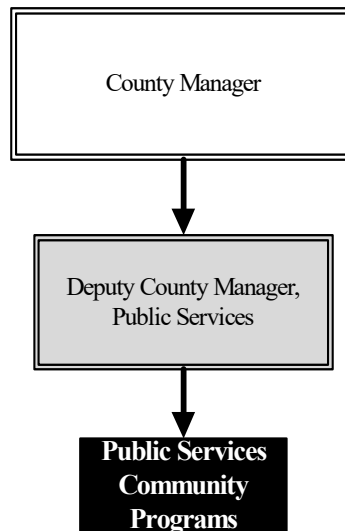 County Manager
Deputy County Manager,
Public Services
Public Services
Community
Programs